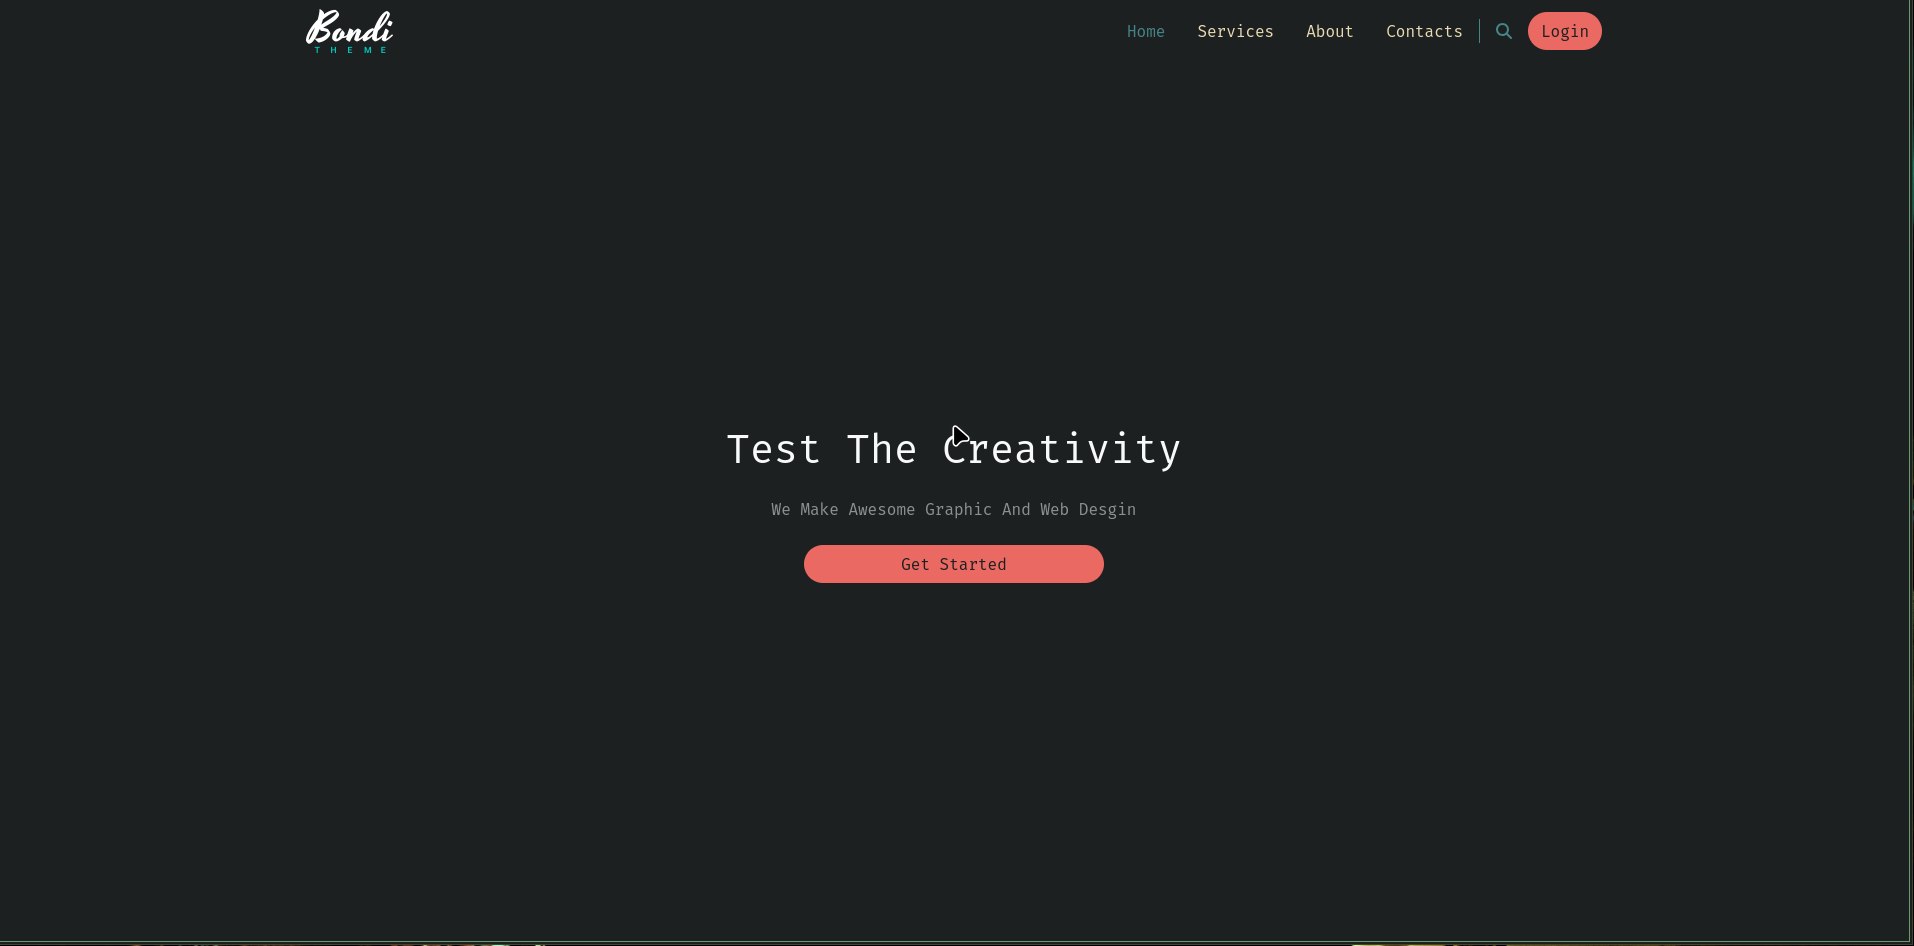 Bondi
THEME
Home Services About Contacts Login
Test The Creativity
We Make Awesome Graphic And Web Desgin
Get Started